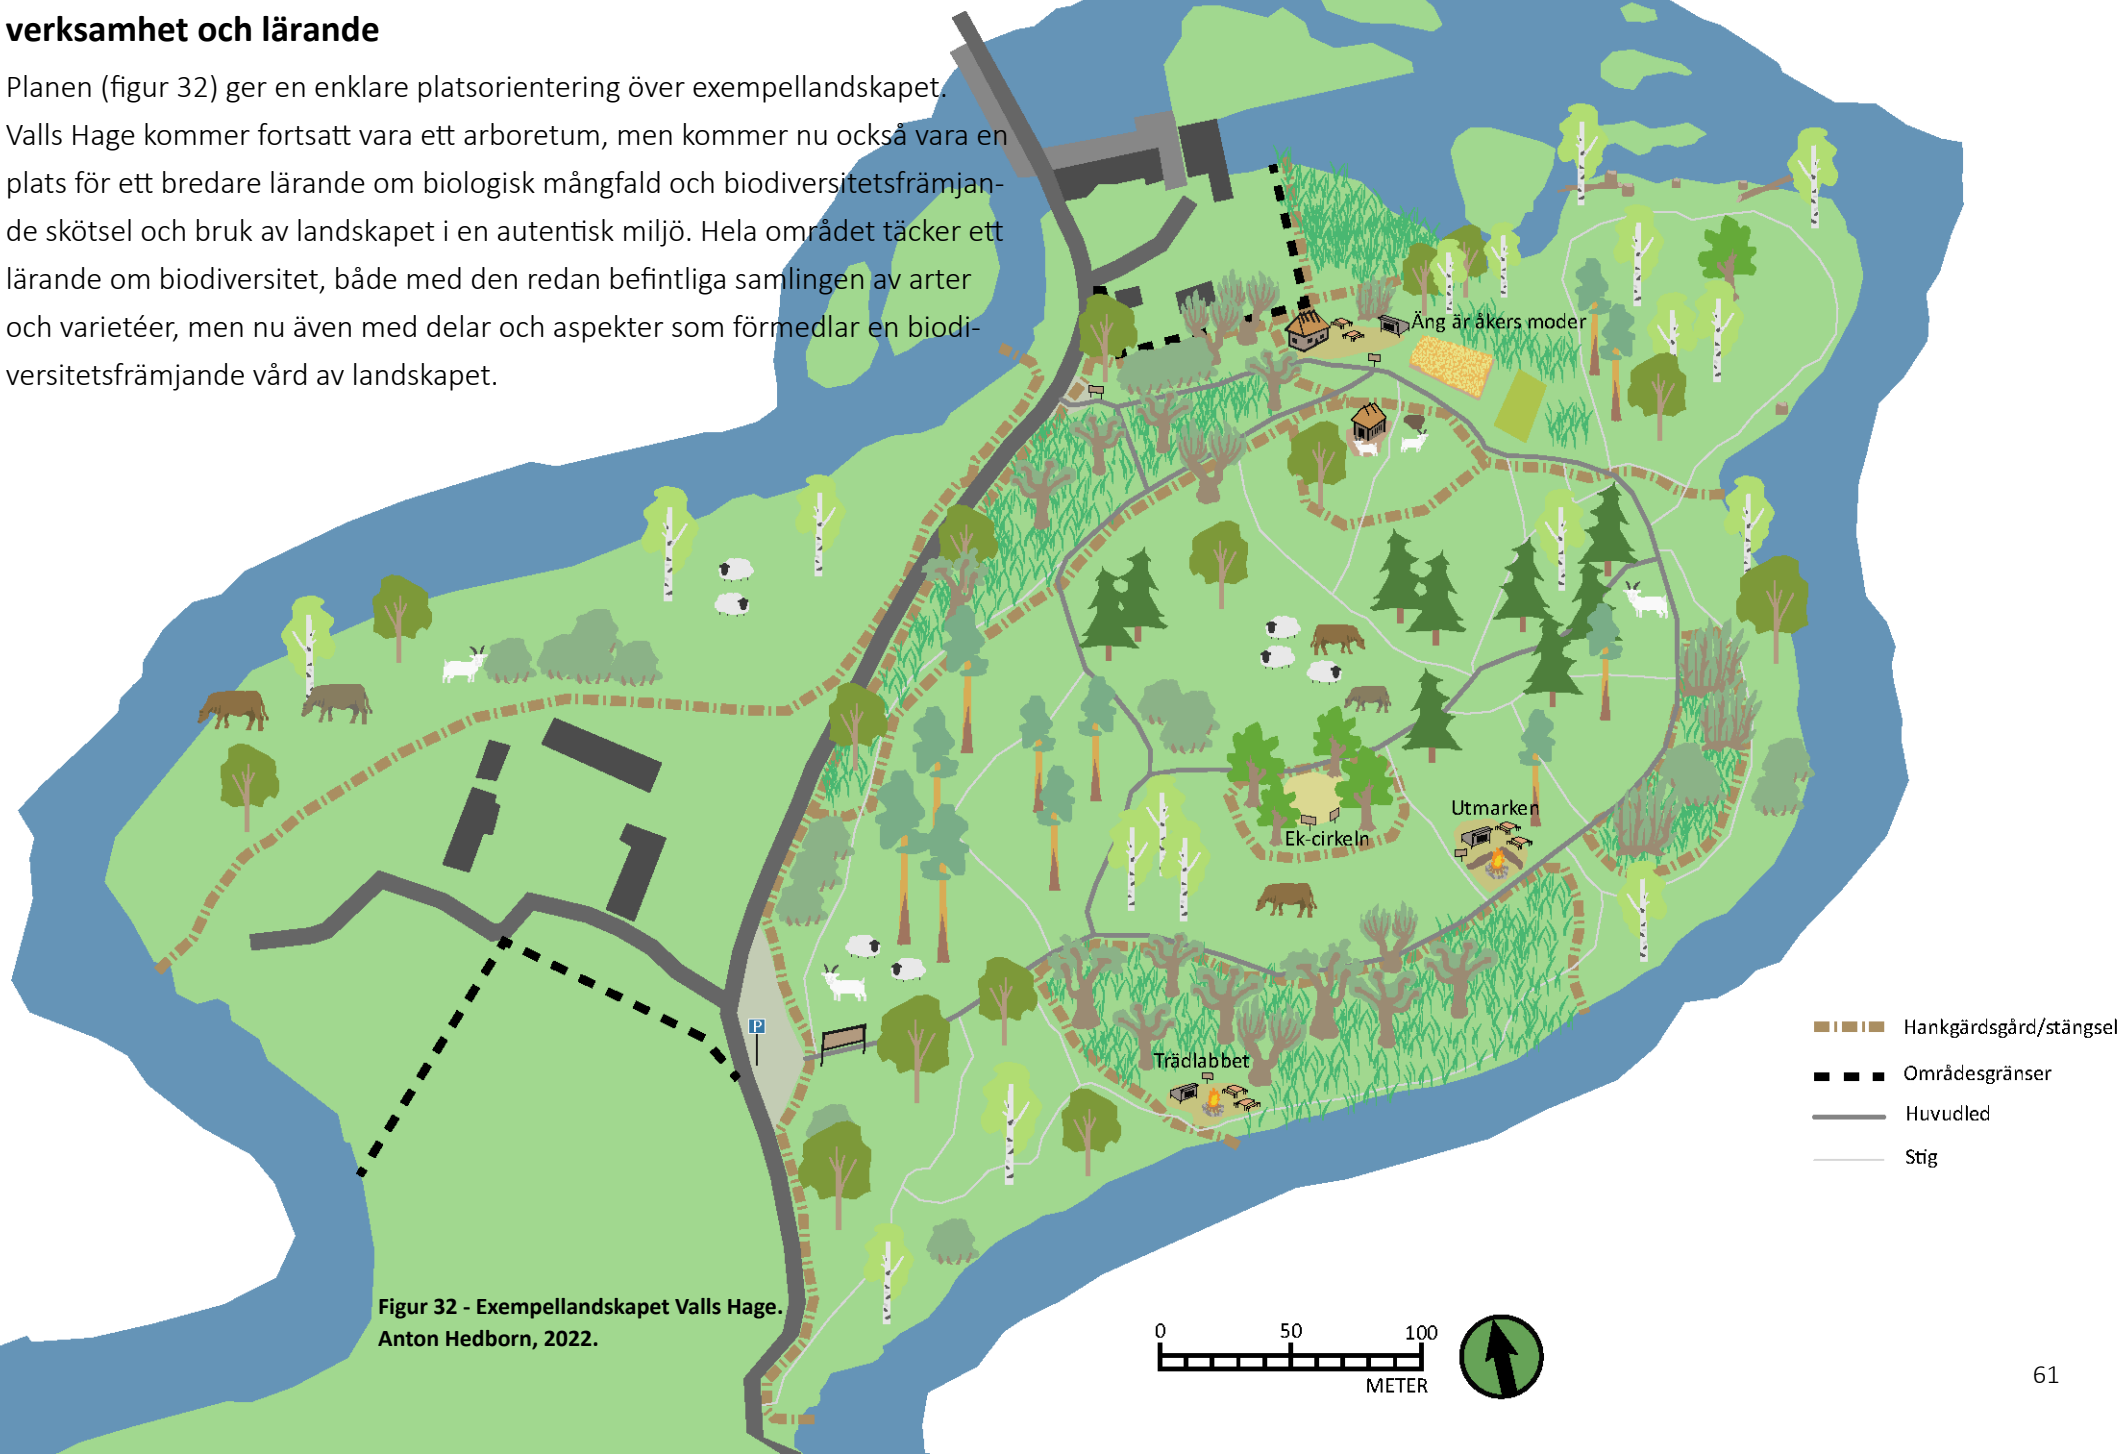 verksamhet och lärande
Planen (figur 32) ger en enklare platsorientering över exempellandskapet.
Valls Hage kommer fortsatt vara ett arboretum, men kommer nu också vara en
plats för ett bredare lärande om biologisk mångfald och biodiversitetsfrämjan-
de skötsel och bruk av landskapet i en autentisk miljö. Hela området täcker ett
lärande om biodiversitet, både med den redan befintliga samlingen av arter
och varietéer, men nu även med delar och aspekter som förmedlar en biodi-
versitetsfrämjande vård av landskapet.
Äng är åkers moder
Utmarken
Ek-cirkeln
P
Trädlabbet
Hankgärdsgård/stängsel
Områdesgränser
Huvudled
Stig
Figur 32 - Exempellandskapet Valls Hage.
Anton Hedborn, 2022.
0 50 100
METER
61